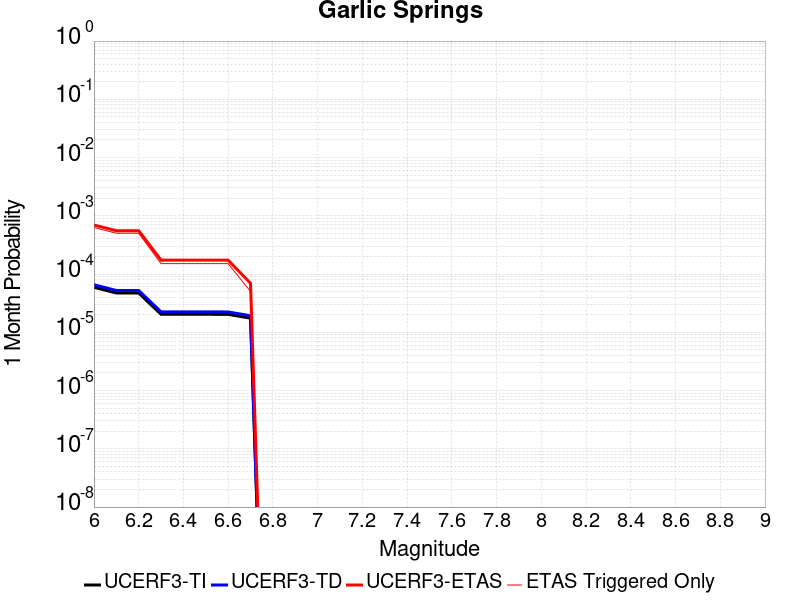 Garlic Springs
10^0
10^-1
10^-2
10^-3
10^-4
10^-5
10^-6
10^-7
10^-8
1 Month Probability
6 6.2 6.4 6.6 6.8 7 7.2 7.4 7.6 7.8 8 8.2 8.4 8.6 8.8 9
Magnitude
UCERF3-TI UCERF3-TD UCERF3-ETAS ETAS Triggered Only